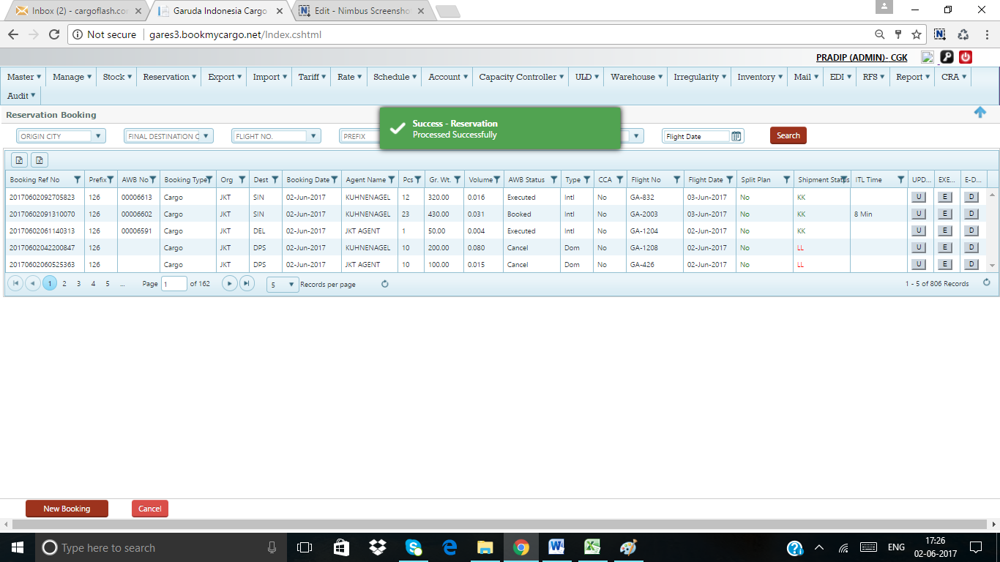 Inbox (2) - cargoflash.cor
Garuda Indonesia Cargo
Edit - Nimbus Screensho
Not secure | gares3.bookmycargo.net/Index.cshtml
PRADIP (ADMIN)- CGK
Master Manage Stock Reservation Export Import Tariff Rate Schedule Account Capacity Controller ULD Warehouse Irregularity Inventory Mail EDI RFS Report CRA
Audit
Reservation Booking
Success - Reservation
Processed Successfully
ORIGIN CITY FINAL DESTINATION C FLIGHT NO. PREFIX Flight Date Search
Booking Ref No Prefix AWB No Booking Type Org Dest Booking Date Agent Name Pcs Gr. Wt. Volume AWB Status Type CCA Flight No Flight Date Split Plan Shipment Status ITL Time UPD... EXE... E-D...
20170602092705823 126 00006613 Cargo JKT SIN 02-Jun-2017 KUHNENAGEL 12 320.00 0.016 Executed Intl No GA-832 03-Jun-2017 No KK U E D
20170602091310070 126 00006602 Cargo JKT SIN 02-Jun-2017 KUHNENAGEL 23 430.00 0.031 Booked Intl No GA-2003 03-Jun-2017 No KK 8 Min U E D
20170602061140313 126 00006591 Cargo JKT DEL 02-Jun-2017 JKT AGENT 1 50.00 0.004 Executed Intl No GA-1204 02-Jun-2017 No KK U E D
20170602042200847 126 Cargo JKT DPS 02-Jun-2017 KUHNENAGEL 10 200.00 0.080 Cancel Dom No GA-1208 02-Jun-2017 No LL U E D
20170602060525363 126 Cargo JKT DPS 02-Jun-2017 JKT AGENT 10 100.00 0.015 Cancel Dom No GA-426 02-Jun-2017 No LL U E D
1 2 3 4 5 ... Page 1 of 162 5 Records per page 1 - 5 of 806 Records
New Booking Cancel
Type here to search ENG 17:26
02-06-2017